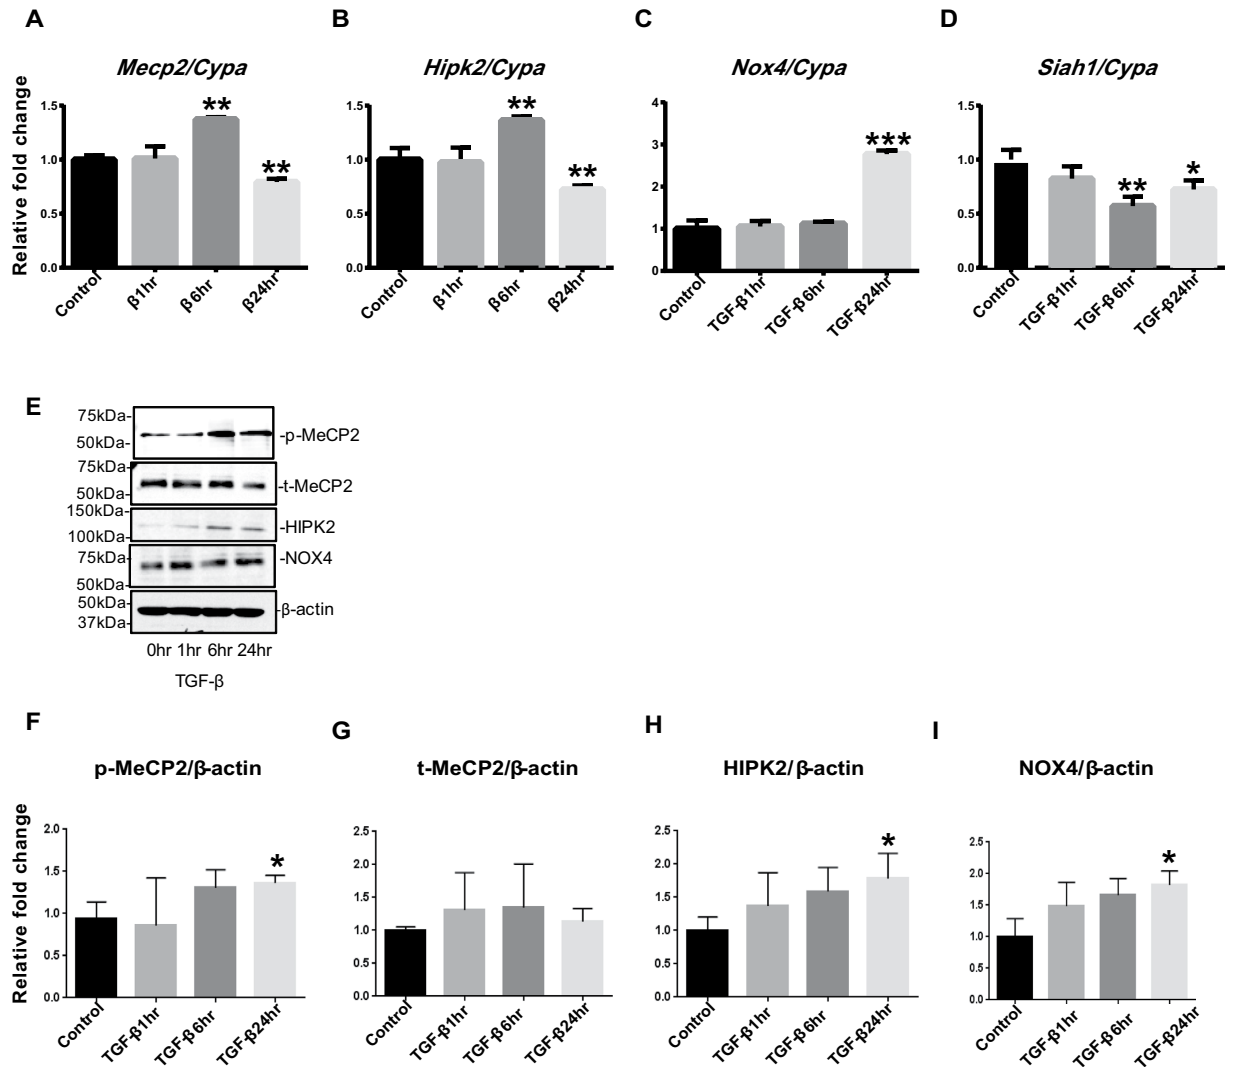 A
B
C
D
Mecp2/Cypa
Hipk2/Cypa
Nox4/Cypa
Siah1/Cypa
Relative fold change
1.5
1.0
0.5
0.0
**
**
Control
β1hr
β 6hr
β24hr
1.5
1.0
0.5
0.0
**
**
Control
β1hr
β 6hr
β24hr
4
3
2
1
0
***
Control
TGF-β1hr
TGF-β 6hr
TGF-β24hr
1.5
1.0
0.5
0.0
**
*
Control
TGF-β1hr
TGF-β 6hr
TGF-β24hr
E
75kDa-
50kDa-
-p-MeCP2
75kDa-
50kDa-
-t-MeCP2
150kDa-
100kDa-
-HIPK2
75kDa-
50kDa-
-NOX4
50kDa-
37kDa-
-β-actin
0hr 1hr 6hr 24hr
TGF-β
F
G
H
I
p-MeCP2/β-actin
t-MeCP2/β-actin
HIPK2/β-actin
NOX4/β-actin
Relative fold change
2.0
1.5
1.0
0.5
0.0
*
Control
TGF-β1hr
TGF-β 6hr
TGF-β24hr
2.5
2.0
1.5
1.0
0.5
0.0
Control
TGF-β1hr
TGF-β 6hr
TGF-β24hr
2.5
2.0
1.5
1.0
0.5
0.0
*
Control
TGF-β1hr
TGF-β 6hr
TGF-β24hr
2.5
2.0
1.5
1.0
0.5
0.0
*
Control
TGF-β1hr
TGF-β 6hr
TGF-β24hr